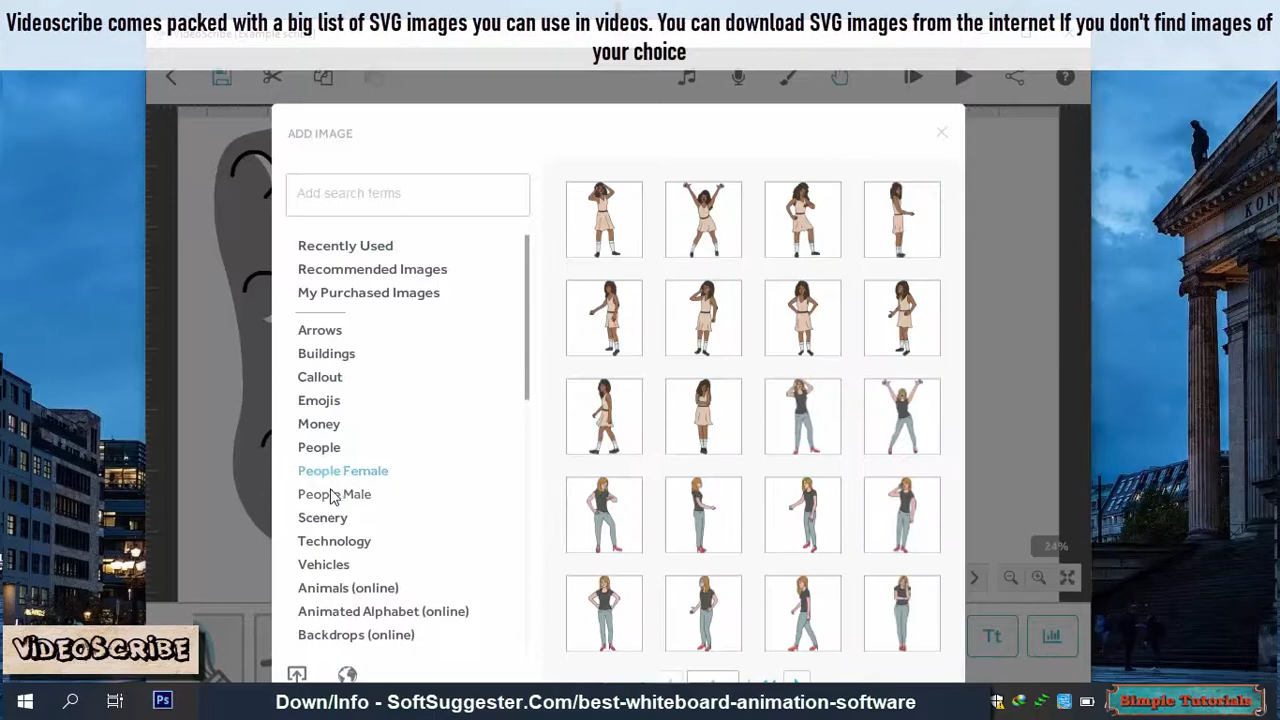 Videoscribe comes packed with a big list of SVG images you can use in videos. You can download SVG images from the internet If you don't find images of
your choice
ADD IMAGE
Add search terms
Recently Used
Recommended Images
My Purchased Images
Arrows
Buildings
Callout
Emojis
Money
People
People Female
People Male
Scenery
Technology
Vehicles
Animals (online)
Animated Alphabet (online)
Backdrops (online)
24%
Tt
VIDEOSCRIBE
Ps
Down/Info - SoftSuggester.Com/best-whiteboard-animation-software
Simple Tutorials